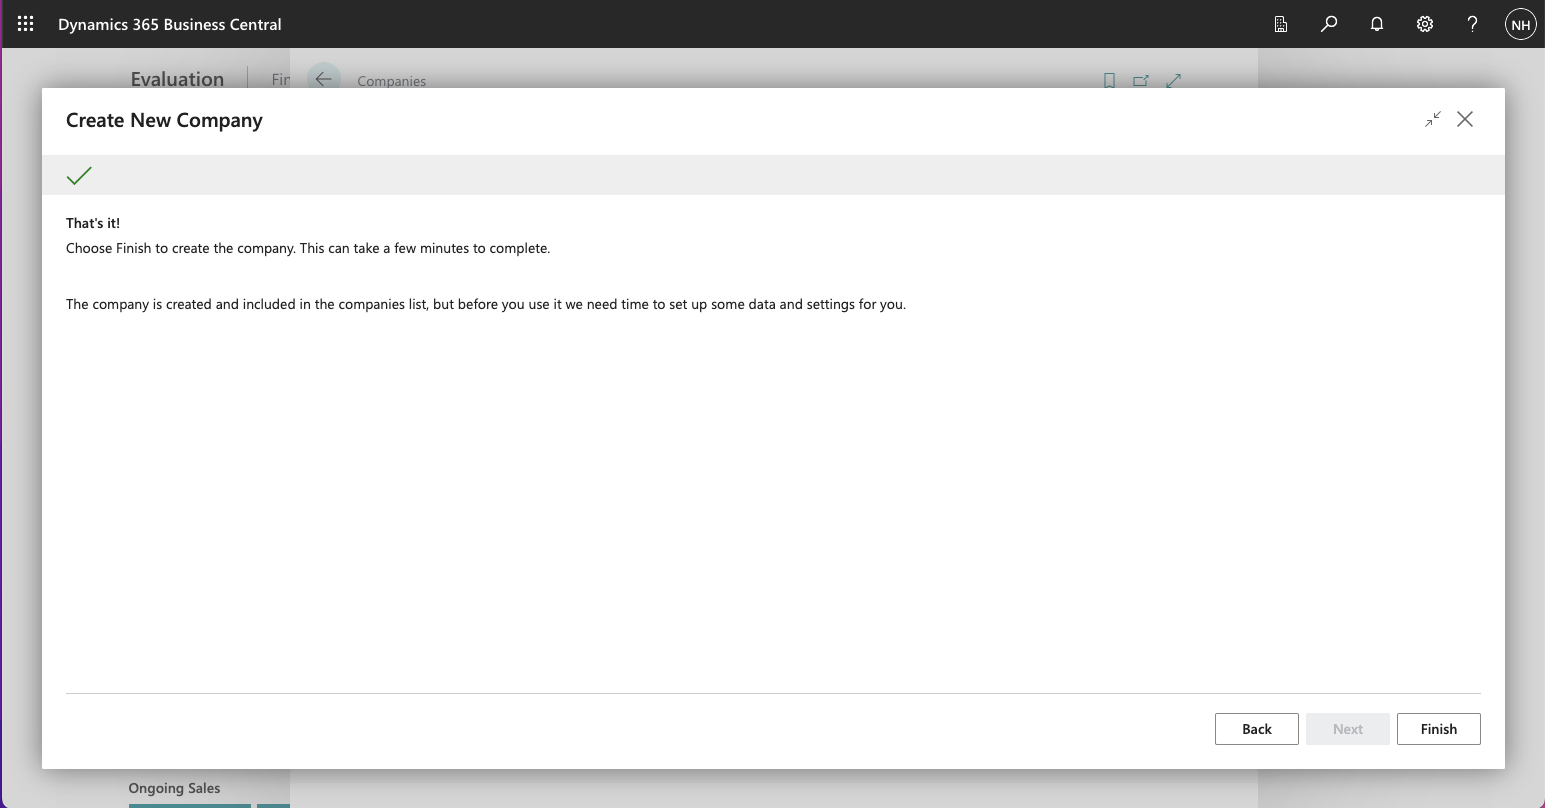 Dynamics 365 Business Central
NH
Evaluation
Fin
Companies
Create New Company
That's it!
Choose Finish to create the company. This can take a few minutes to complete.
The company is created and included in the companies list, but before you use it we need time to set up some data and settings for you.
Back
Next
Finish
Ongoing Sales